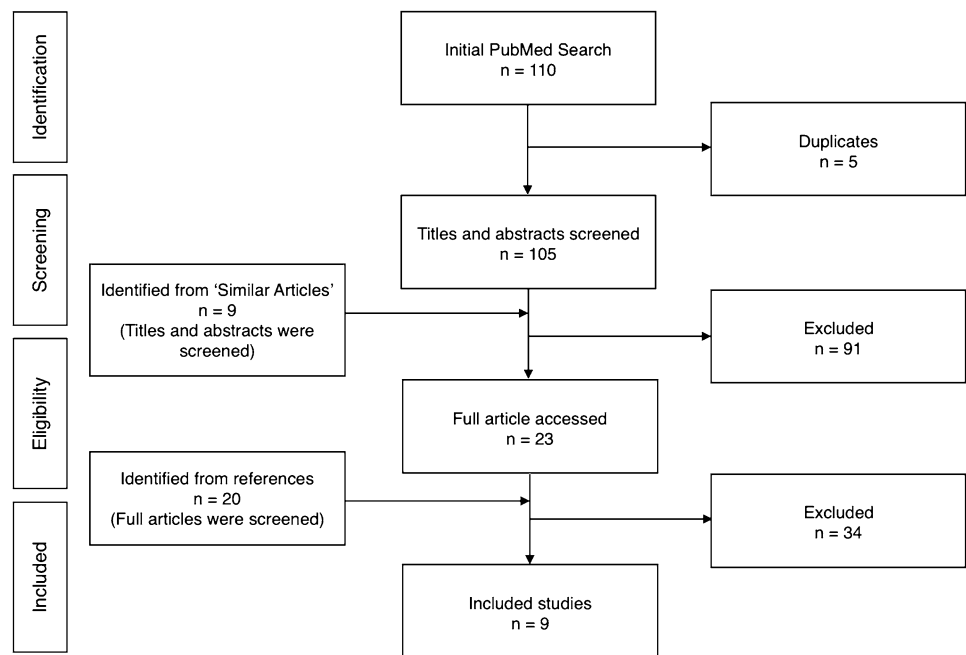 Identification
Initial PubMed Search
n = 110
Duplicates
n = 5
Screening
Titles and abstracts screened
n = 105
Identified from ‘Similar Articles’
n = 9
(Titles and abstracts were
screened)
Excluded
n = 91
Eligibility
Full article accessed
n = 23
Identified from references
n = 20
(Full articles were screened)
Excluded
n = 34
Included
Included studies
n = 9